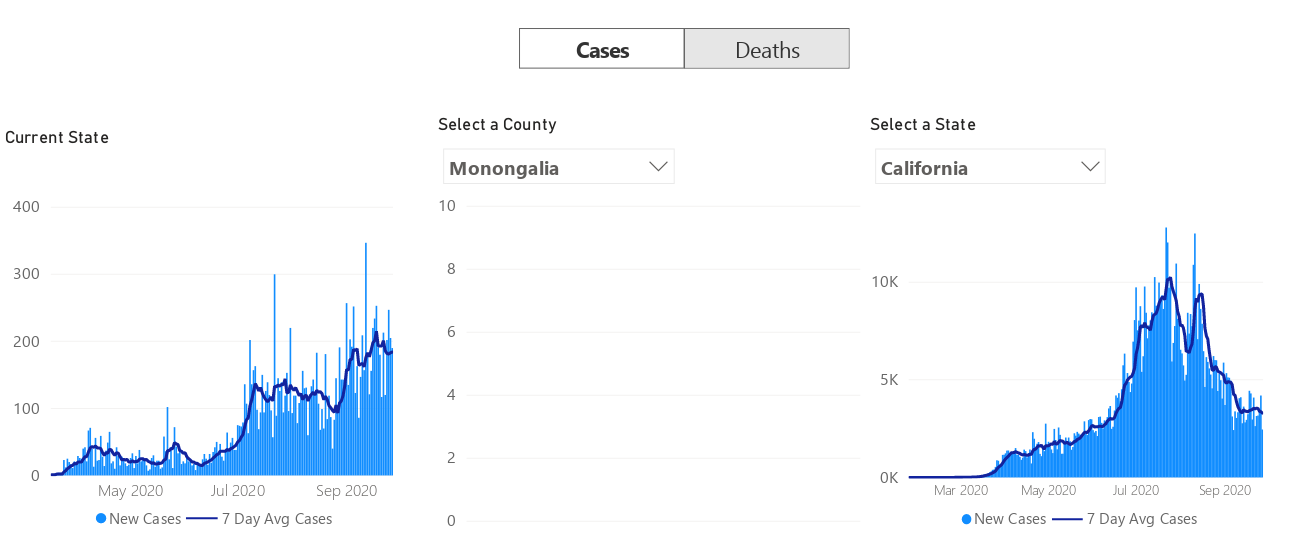 Cases Deaths
Current State
Select a County
Select a State
Monongalia
California
400
300
200
100
0
May 2020 Jul 2020 Sep 2020
New Cases 7 Day Avg Cases
10
8
6
4
2
0
10K
5K
0K
Mar 2020 May 2020 Jul 2020 Sep 2020
New Cases 7 Day Avg Cases